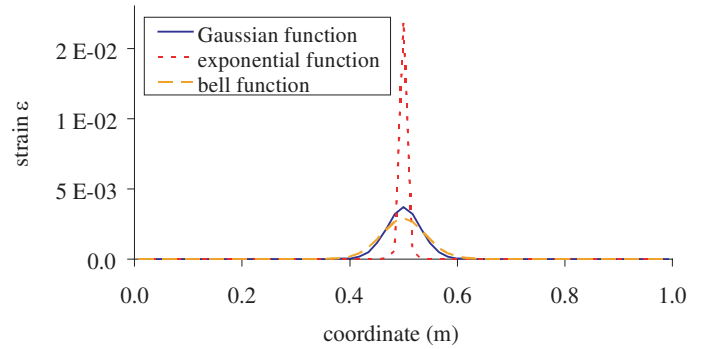 Gaussian function
exponential function
bell function
2 E-02
1 E-02
5 E-03
0.0
strain ε
0.0 0.2 0.4 0.6 0.8 1.0
coordinate (m)